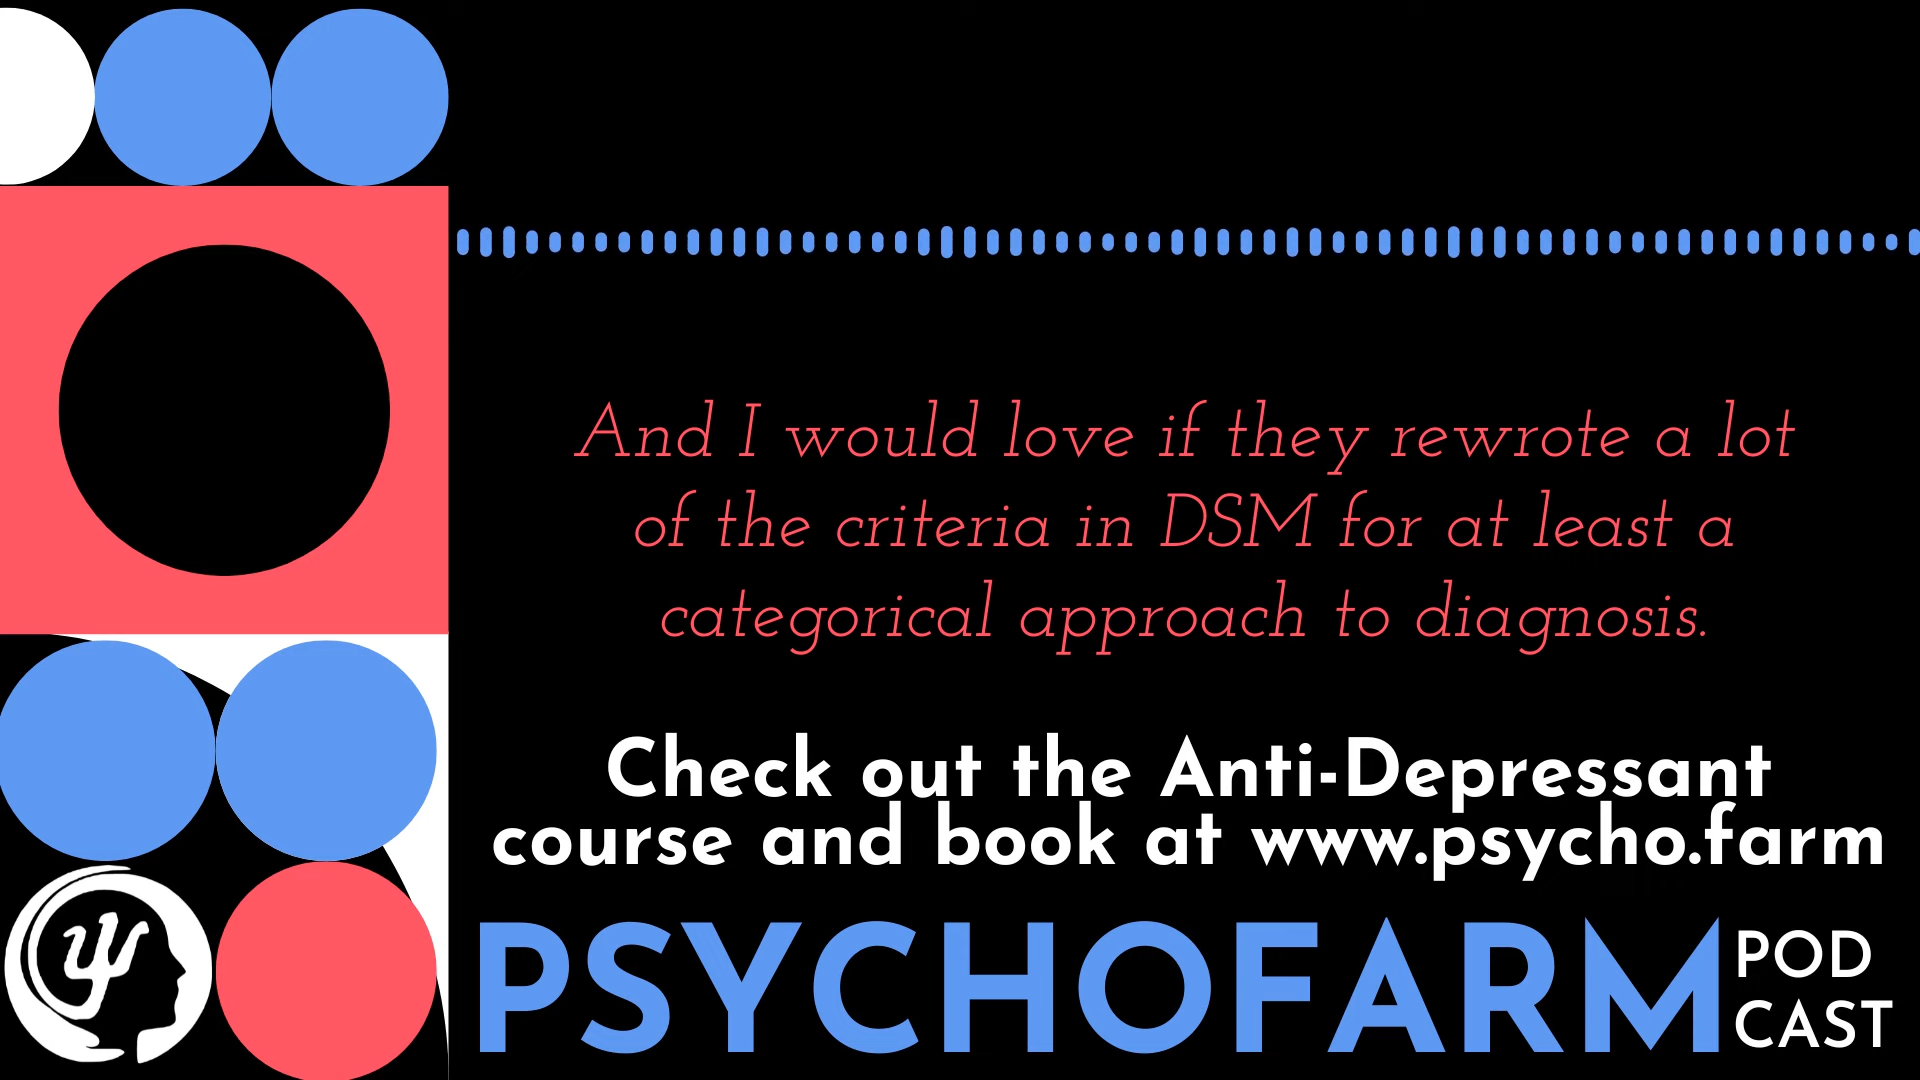 And I would love if they rewrote a lot
of the criteria in DSM for at least a
categorical approach to diagnosis.
Check out the Anti-Depressant
course and book at www.psycho.farm
PSYCHOFARM
POD
CAST
ψ